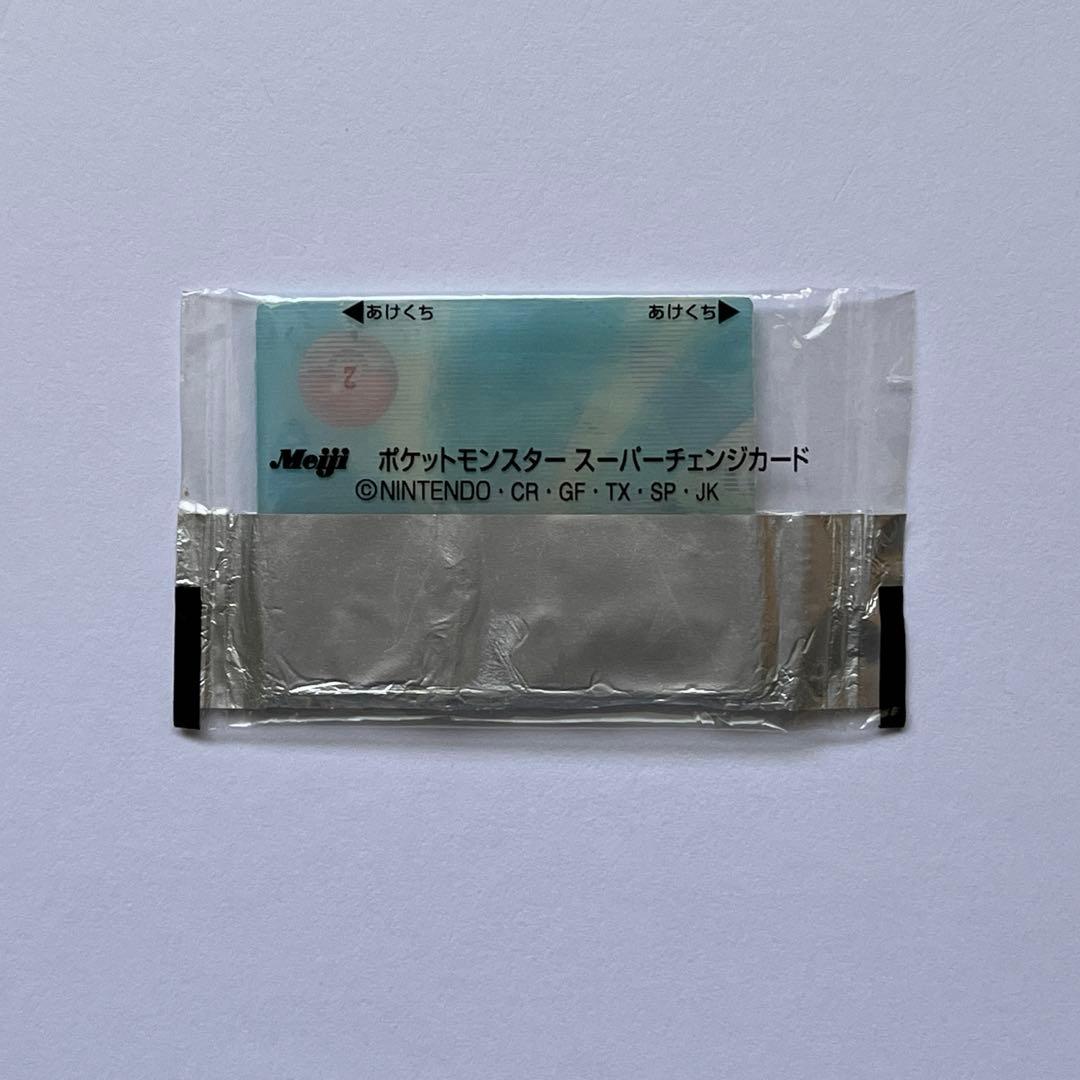 ◀あけくち あけくち▶
2
Meiji ポケットモンスター スーパーチェンジカード
©NINTENDO・CR・GF・TX・SP・JK